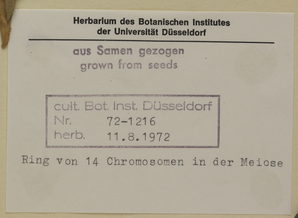 Herbarium des Botanischen Institutes
der Universität Düsseldorf
aus Samen gezogen
grown from seeds
cult. Bot. Inst. Düsseldorf
Nr. 72-1216
herb. 11.8.1972
Ring von 14 Chromosomen in der Meiose